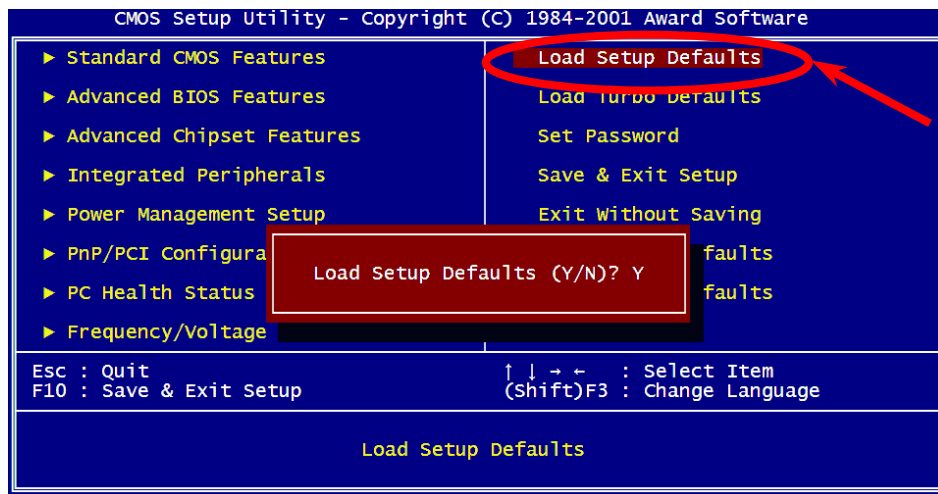 CMOS Setup Utility - Copyright (C) 1984-2001 Award Software
► Standard CMOS Features
► Advanced BIOS Features
► Advanced Chipset Features
► Integrated Peripherals
► Power Management Setup
► PnP/PCI Configura
► PC Health Status
► Frequency/Voltage
Load Setup Defaults
Load Turbo Defaults
Set Password
Save & Exit Setup
Exit Without Saving
faults
faults
Load Setup Defaults (Y/N)? Y
Esc : Quit
F10 : Save & Exit Setup
↑ ↓ → ← : Select Item
(Shift)F3 : Change Language
Load Setup Defaults